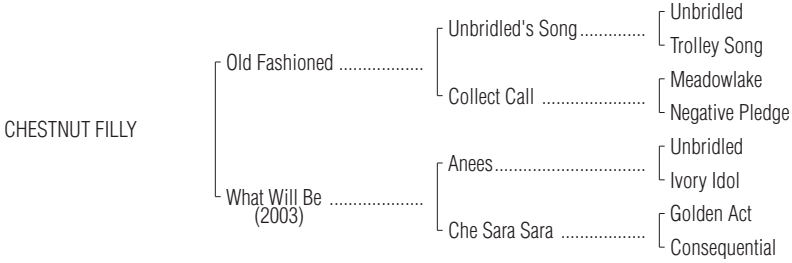 Unbridled
Unbridled's Song..............
Trolley Song
Old Fashioned ..................
Meadowlake
Collect Call ......................
Negative Pledge
CHESTNUT FILLY
Unbridled
Anees................................
Ivory Idol
What Will Be ....................
(2003)
Golden Act
Che Sara Sara ..................
Consequential